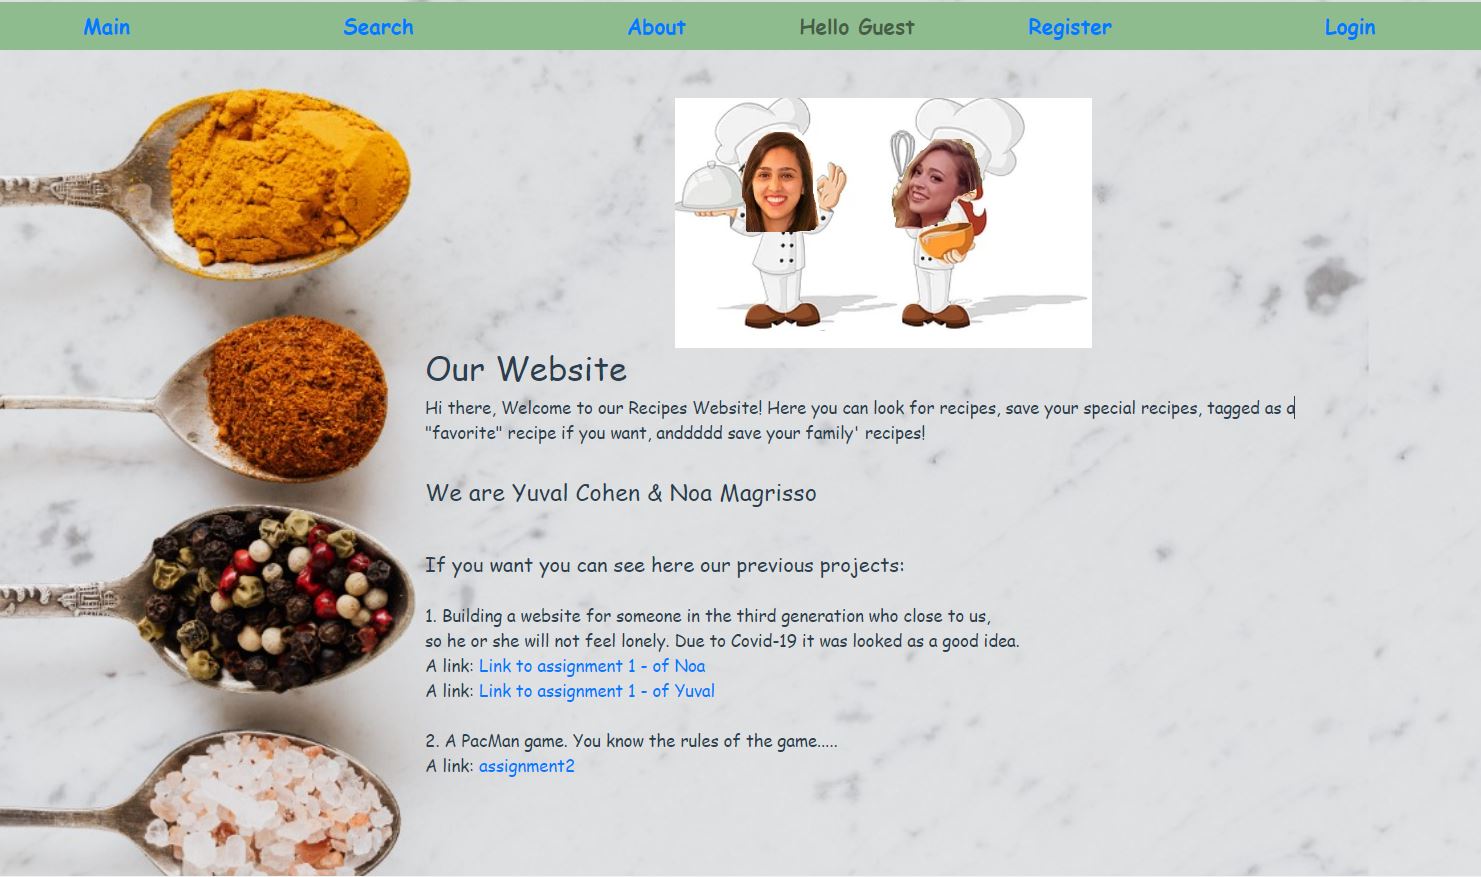 Main Search About Hello Guest Register Login
Our Website
Hi there, Welcome to our Recipes Website! Here you can look for recipes, save your special recipes, tagged as a
"favorite" recipe if you want, anddddd save your family' recipes!
We are Yuval Cohen & Noa Magrisso
If you want you can see here our previous projects:
1. Building a website for someone in the third generation who close to us,
so he or she will not feel lonely. Due to Covid-19 it was looked as a good idea.
A link: Link to assignment 1 - of Noa
A link: Link to assignment 1 - of Yuval
2. A PacMan game. You know the rules of the game.....
A link: assignment2